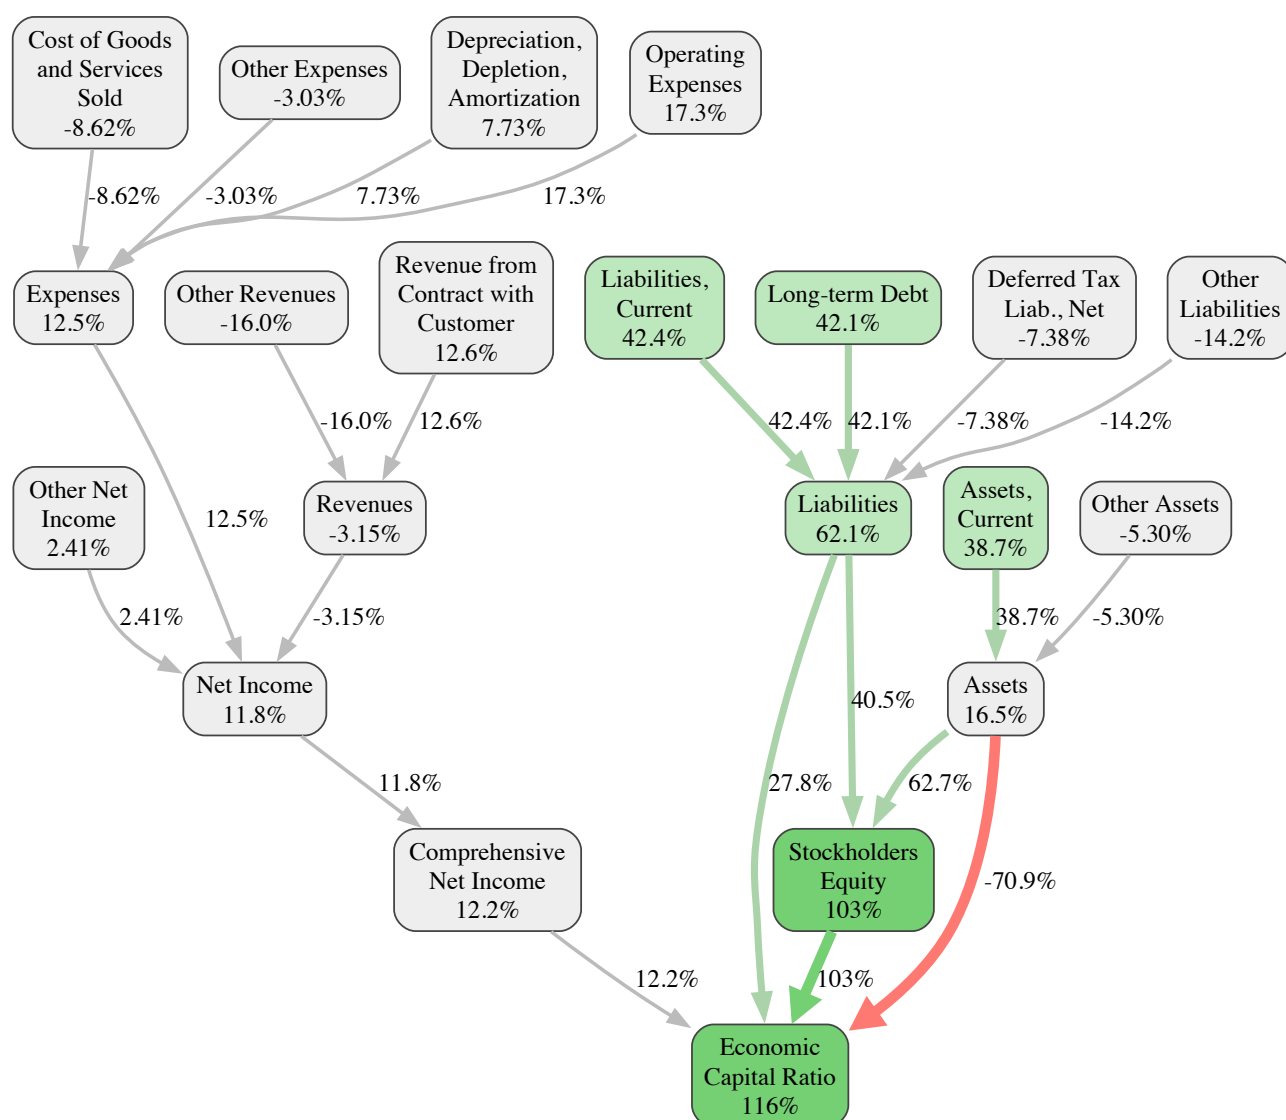 Cost of Goods
and Services
Sold
-8.62%
Other Expenses
-3.03%
Depreciation,
Depletion,
Amortization
7.73%
Operating
Expenses
17.3%
-8.62%
-3.03%
7.73%
17.3%
Expenses
12.5%
Other Revenues
-16.0%
Revenue from
Contract with
Customer
12.6%
Liabilities,
Current
42.4%
Long-term Debt
42.1%
Deferred Tax
Liab., Net
-7.38%
Other
Liabilities
-14.2%
-16.0%
12.6%
42.4%
42.1%
-7.38%
-14.2%
Other Net
Income
2.41%
12.5%
Revenues
-3.15%
Liabilities
62.1%
Assets,
Current
38.7%
Other Assets
-5.30%
2.41%
-3.15%
38.7%
-5.30%
Net Income
11.8%
40.5%
Assets
16.5%
11.8%
27.8%
62.7%
Comprehensive
Net Income
12.2%
Stockholders
Equity
103%
-70.9%
12.2%
103%
Economic
Capital Ratio
116%